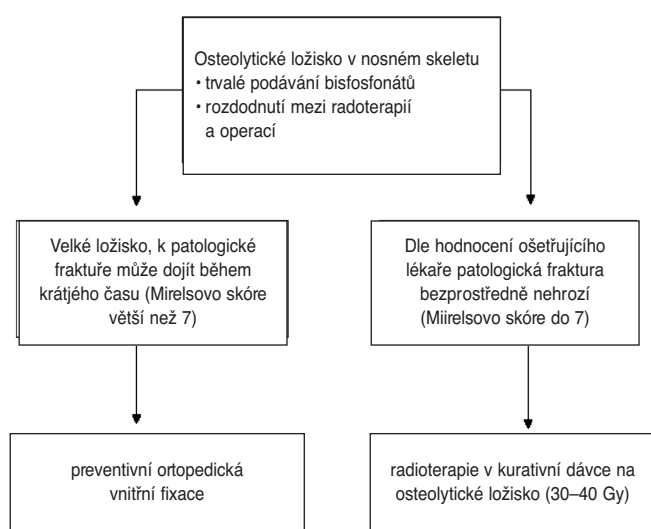 Osteolytické ložisko v nosném skeletu
• trvalé podávání bisfosfonátů
• rozdodnutí mezi radoterapií
a operací
Velké ložisko, k patologické
fraktuře může dojít během
krátjého času (Mirelsovo skóre
větší než 7)
Dle hodnocení ošetřujícího
lékaře patologická fraktura
bezprostředně nehrozí
(Miirelsovo skóre do 7)
preventivní ortopedická
vnitřní fixace
radioterapie v kurativní dávce na
osteolytické ložisko (30–40 Gy)